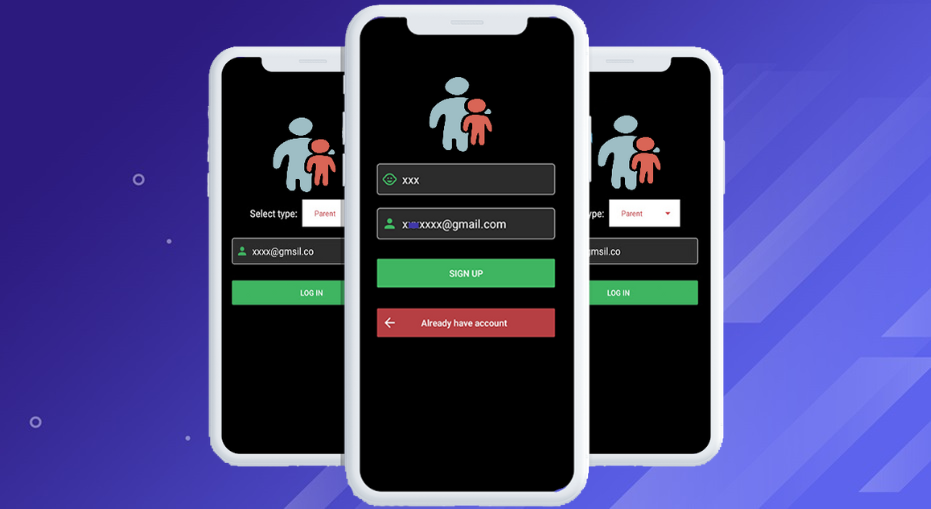 Select type: Parent
xxxx@gmsil.co
LOG IN
xxx
xxxx@gmail.com
SIGN UP
Already have account
ype: Parent
msil.co
LOG IN